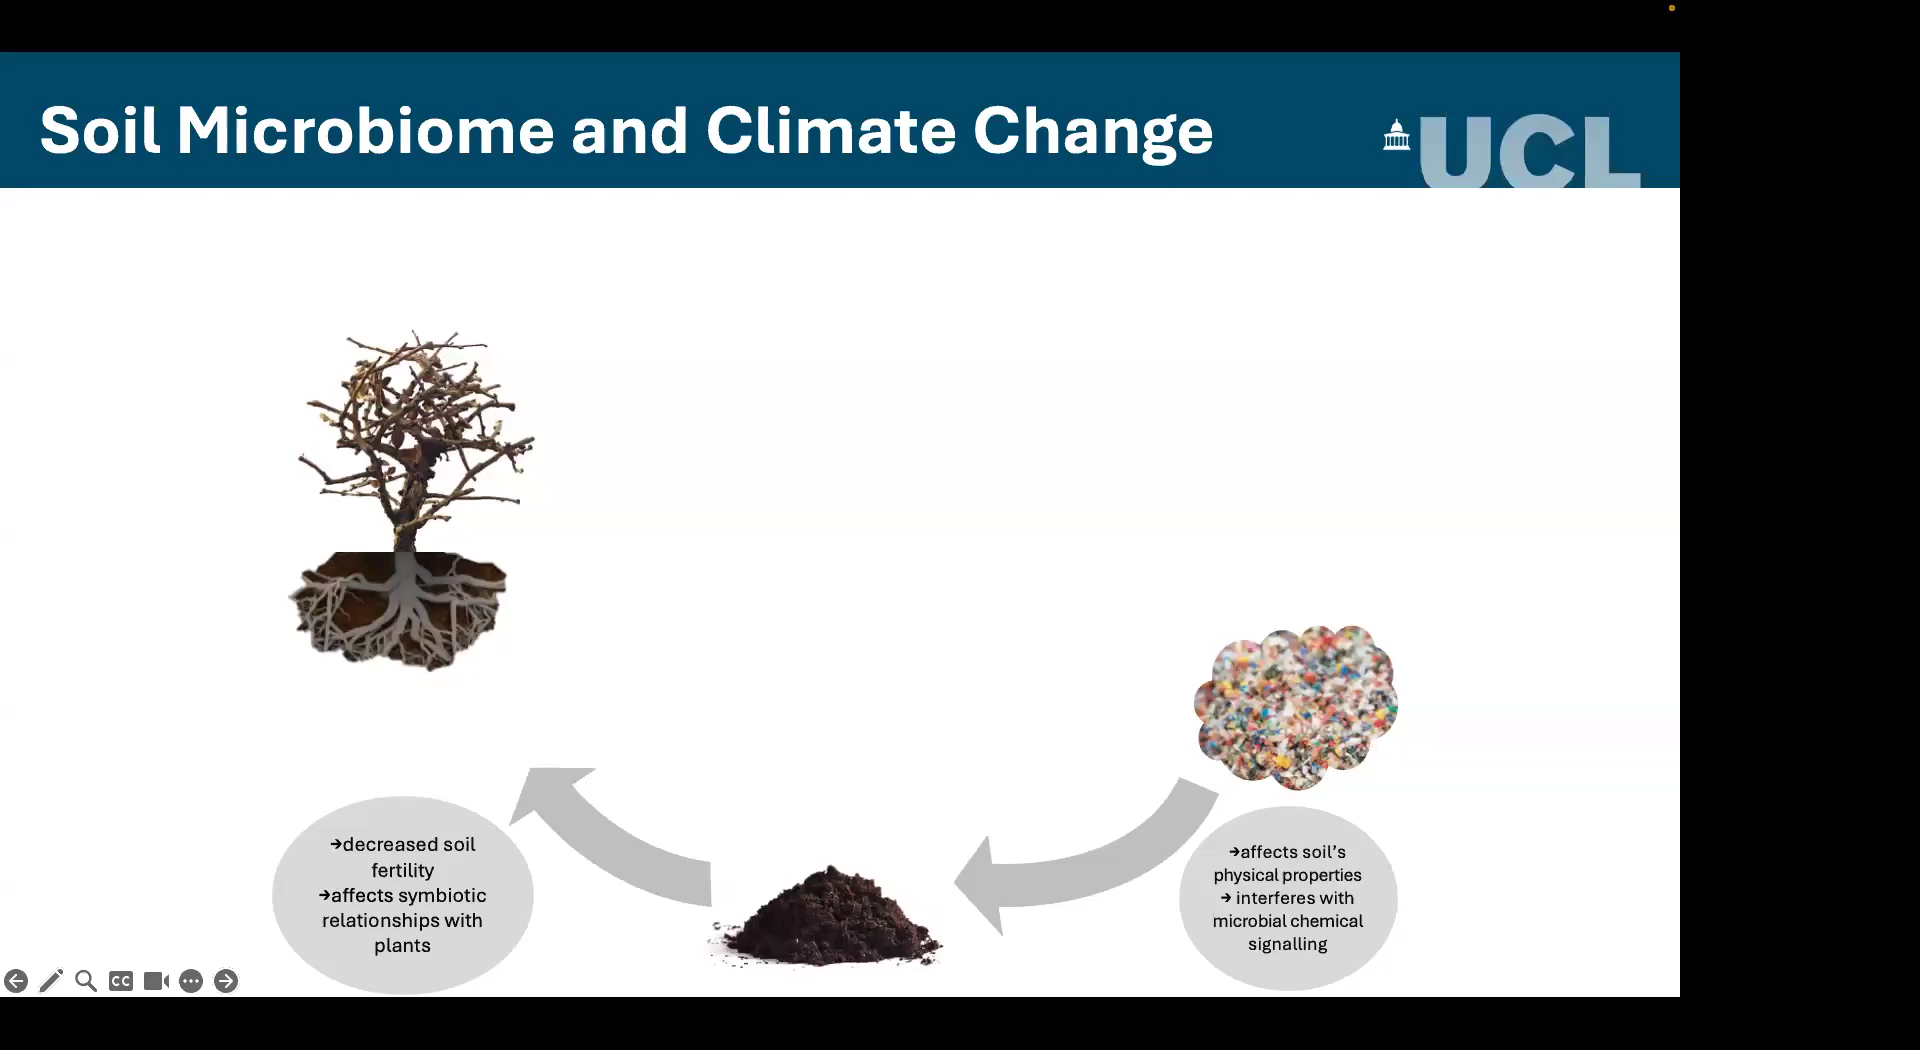 Soil Microbiome and Climate Change
UCL
→decreased soil
fertility
→affects symbiotic
relationships with
plants
→affects soil’s
physical properties
→ interferes with
microbial chemical
signalling
CC